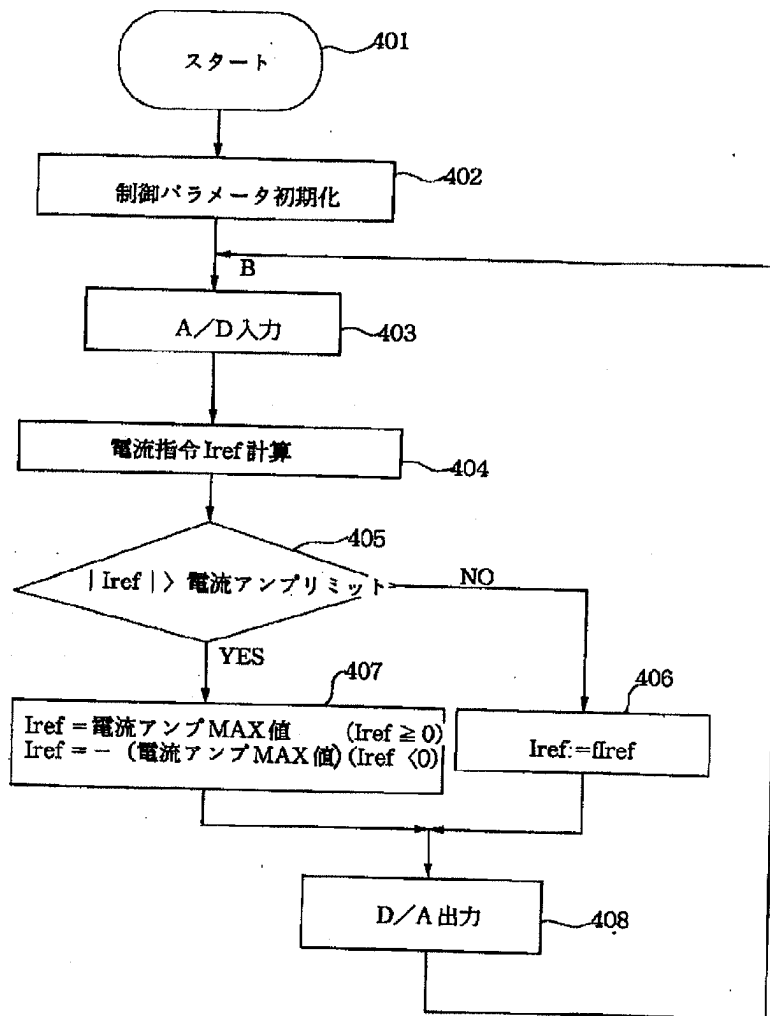 スタート
401
制御パラメータ初期化
402
B
A/D入力
403
電流指令Iref計算
404
405
|Iref|> 電流アンプリミット
NO
YES
407
406
Iref=電流アンプMAX値 (Iref≧0)
Iref=-(電流アンプMAX値)(Iref<0)
Iref:=fIref
D/A出力
408